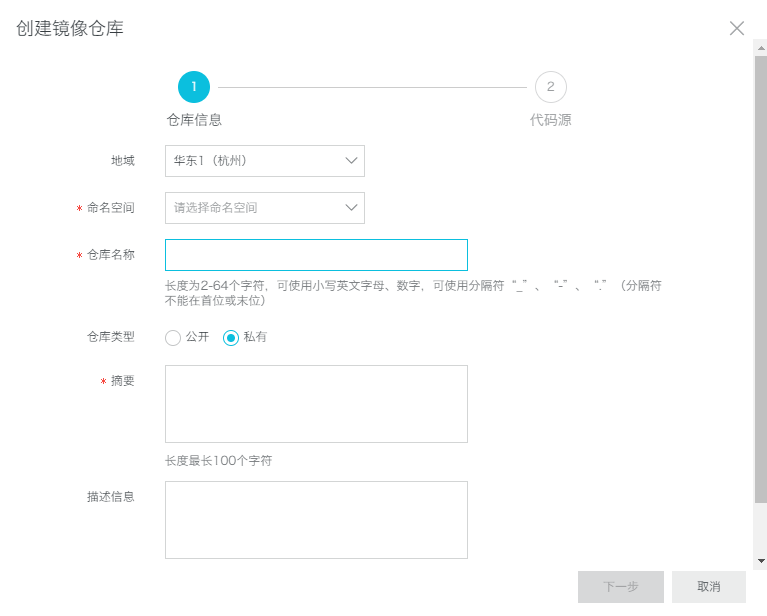 创建镜像仓库
1
2
仓库信息
代码源
地域
华东1（杭州）
* 命名空间
请选择命名空间
* 仓库名称
长度为2-64个字符，可使用小写英文字母、数字，可使用分隔符“_”、“-”、“.”（分隔符
不能在首位或末位）
仓库类型
公开
私有
* 摘要
长度最长100个字符
描述信息
下一步
取消